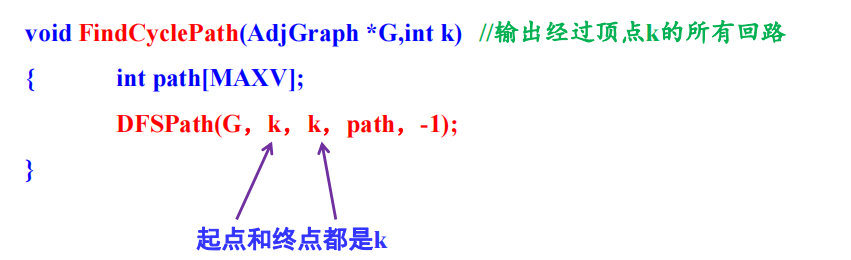 void FindCyclePath(AdjGraph *G,int k) //输出经过顶点k的所有回路
{ int path[MAXV];
DFSPath(G，k，k，path，-1);
}
起点和终点都是k